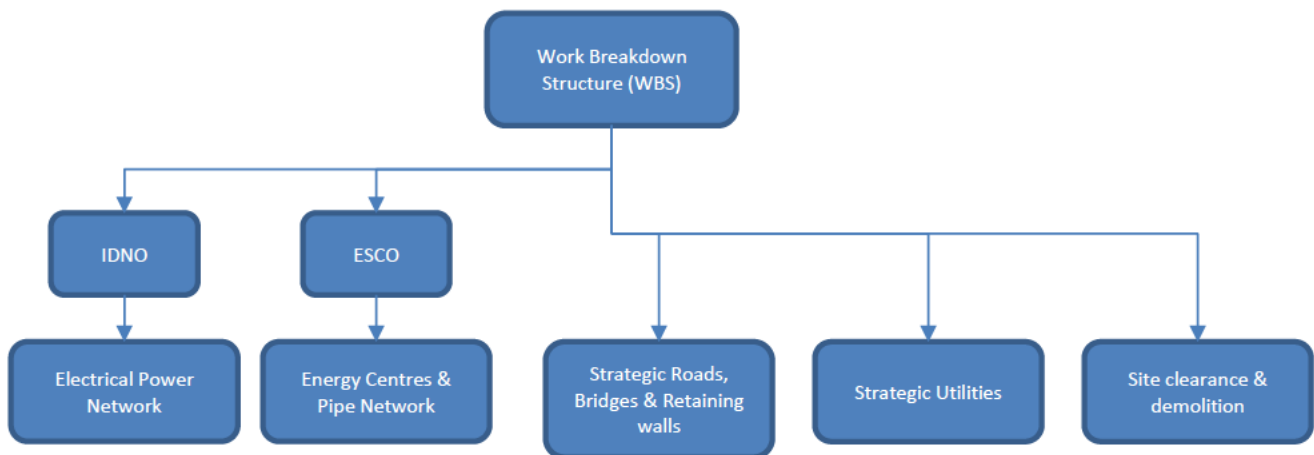 Work Breakdown
Structure (WBS)
IDNO
ESCO
Electrical Power
Network
Energy Centres &
Pipe Network
Strategic Roads,
Bridges & Retaining
walls
Strategic Utilities
Site clearance &
demolition